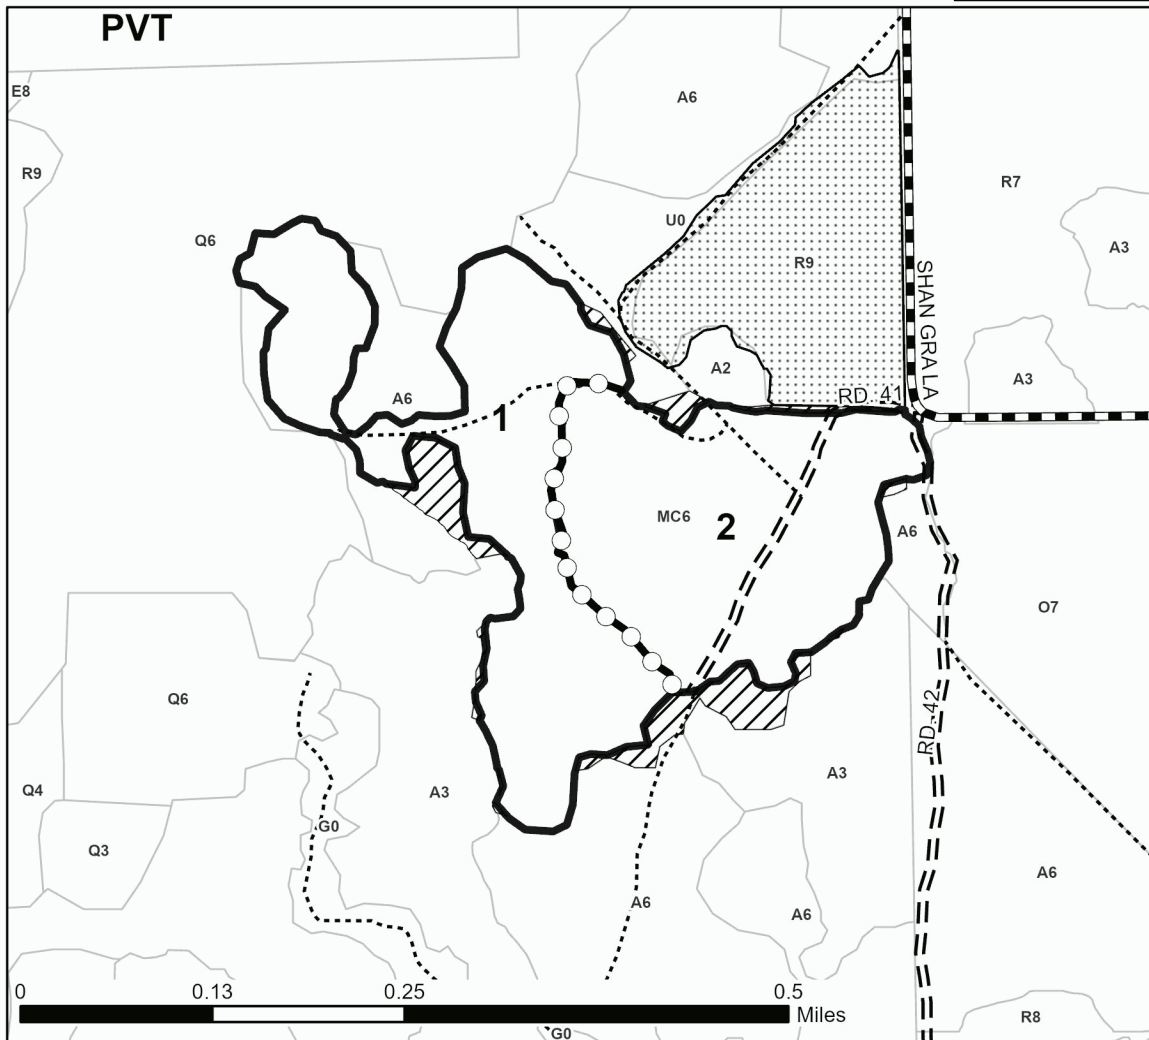 PVT
E8
A6
R9
R7
U0
Q6
A3
R9
SHAN GRA LA
A2
A3
A6
RD. 41
1
MC6
2
A6
O7
Q6
RD. 42
A3
Q4
A3
G0
Q3
A6
A6
A6
0 0.13 0.25 0.5
Miles
R8
G0